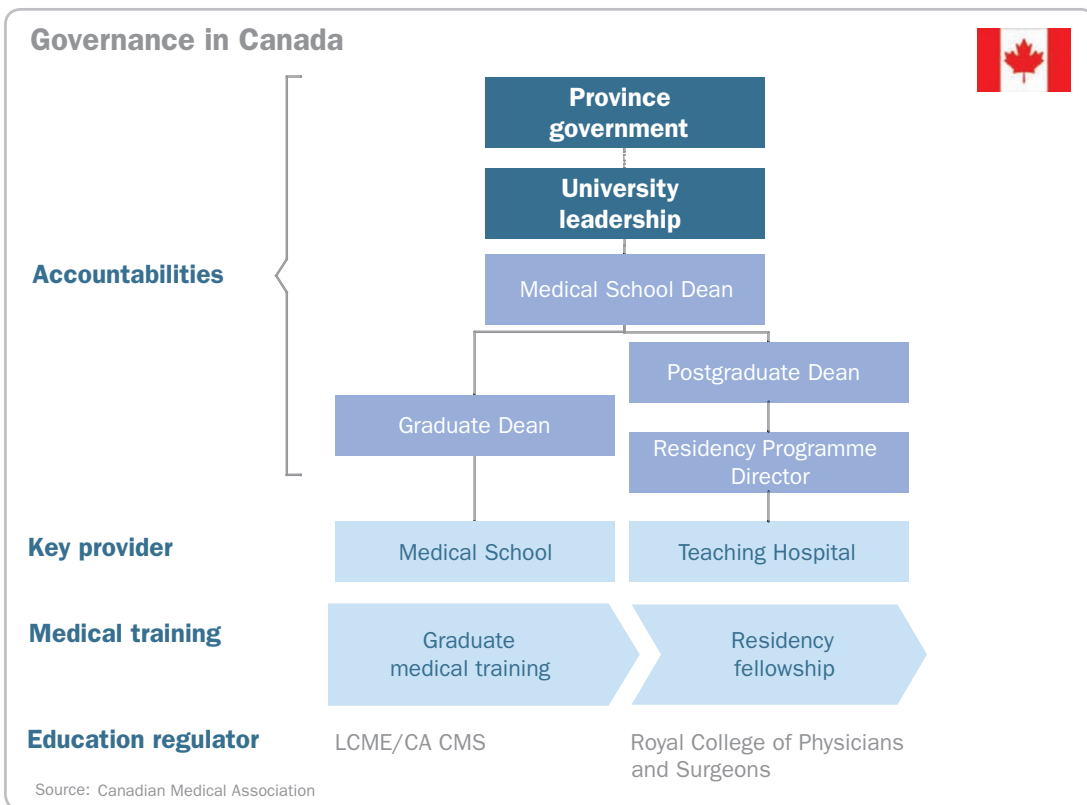 Governance in Canada
Province
government
University
leadership
Accountabilities
Medical School Dean
Postgraduate Dean
Graduate Dean
Residency Programme
Director
Key provider
Medical School
Teaching Hospital
Medical training
Graduate
medical training
Residency
fellowship
Education regulator
LCME/CA CMS
Royal College of Physicians
and Surgeons
Source: Canadian Medical Association